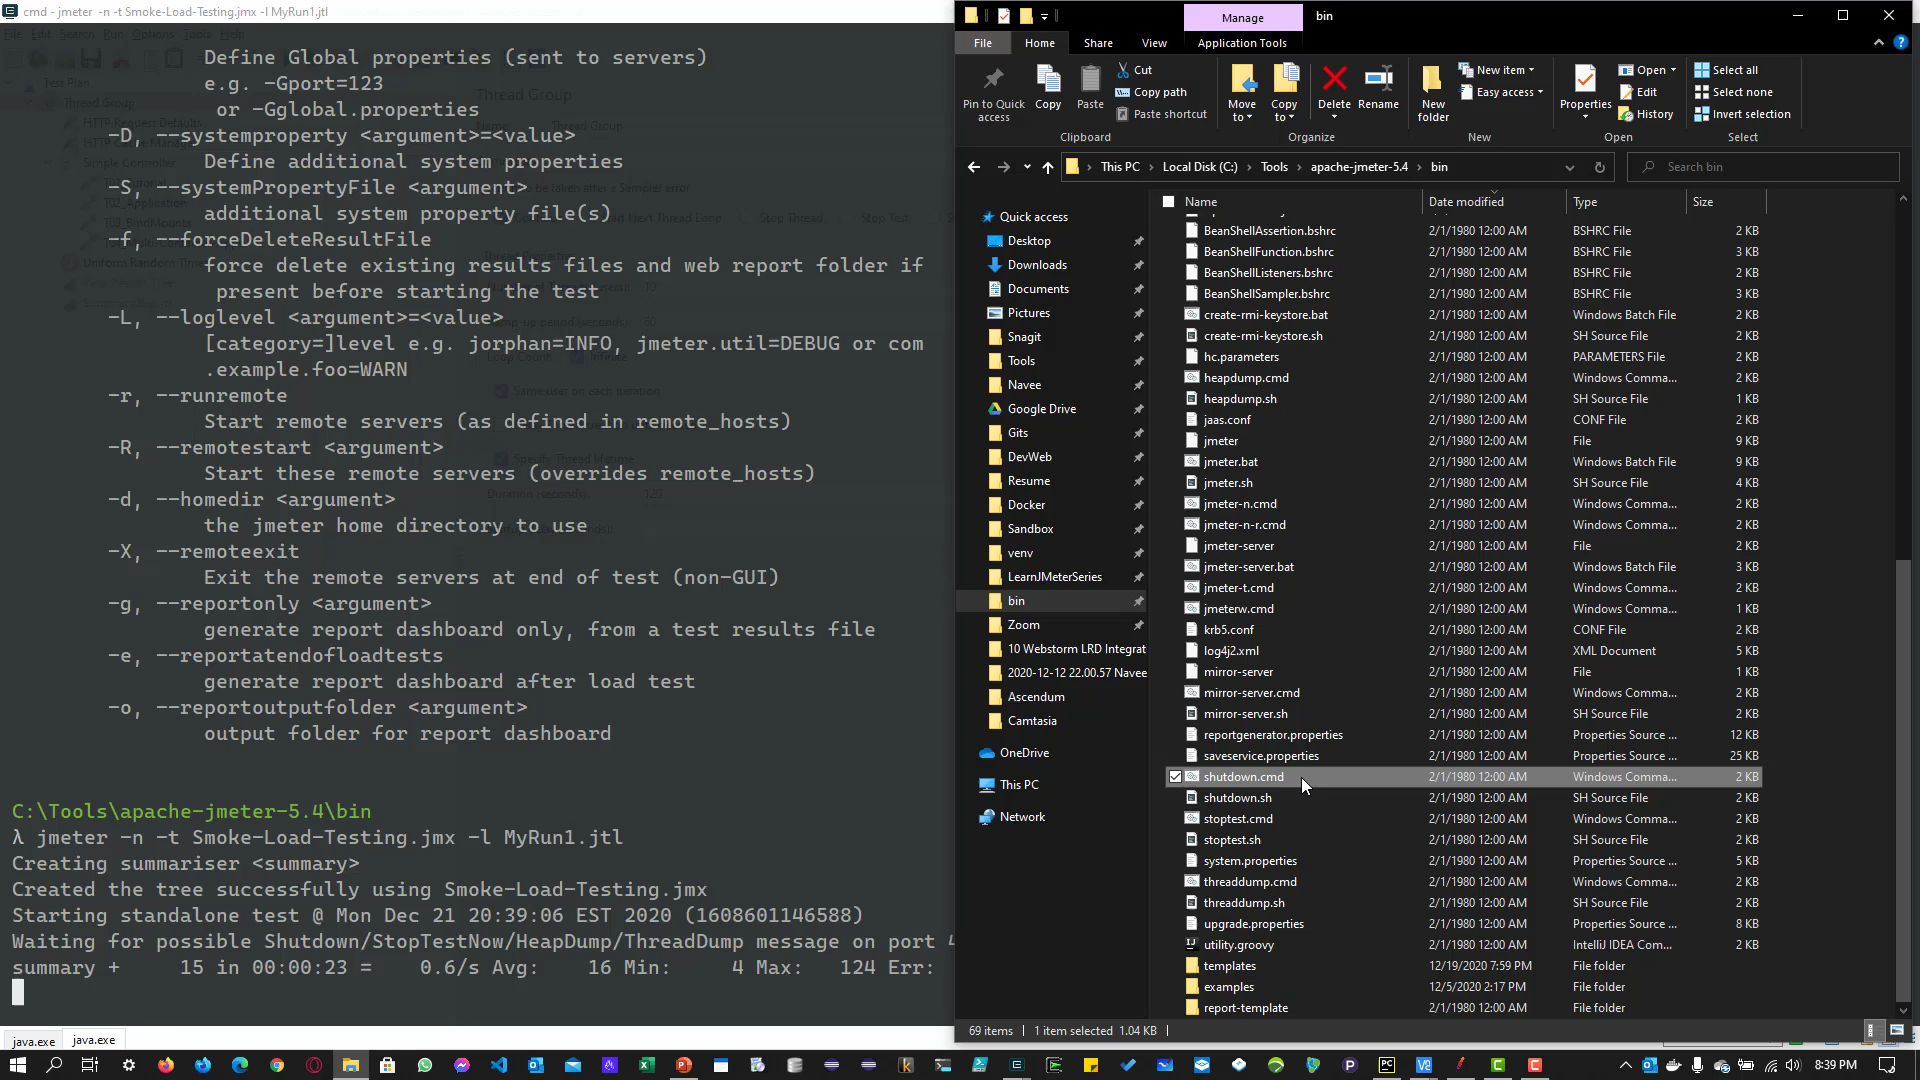 cmd - jmeter -n -t Smoke-Load-Testing.jmx -l MyRun1.jtl
Define Global properties (sent to servers)
e.g. -Gport=123
or -Gglobal.properties
-D, --systemproperty <argument>=<value>
Define additional system properties
-S, --systemPropertyFile <argument>
additional system property file(s)
-f, --forceDeleteResultFile
force delete existing results files and web report folder if
present before starting the test
-L, --loglevel <argument>=<value>
[category=]level e.g. jorphan=INFO, jmeter.util=DEBUG or com
.example.foo=WARN
-r, --runremote
Start remote servers (as defined in remote_hosts)
-R, --remotestart <argument>
Start these remote servers (overrides remote_hosts)
-d, --homedir <argument>
the jmeter home directory to use
-X, --remoteexit
Exit the remote servers at end of test (non-GUI)
-g, --reportonly <argument>
generate report dashboard only, from a test results file
-e, --reportatendofloadtests
generate report dashboard after load test
-o, --reportoutputfolder <argument>
output folder for report dashboard
C:\Tools\apache-jmeter-5.4\bin
λ jmeter -n -t Smoke-Load-Testing.jmx -l MyRun1.jtl
Creating summariser <summary>
Created the tree successfully using Smoke-Load-Testing.jmx
Starting standalone test @ Mon Dec 21 20:39:06 EST 2020 (1608601146588)
Waiting for possible Shutdown/StopTestNow/HeapDump/ThreadDump message on port
summary + 15 in 00:00:23 = 0.6/s Avg: 16 Min: 4 Max: 124 Err:
java.exe java.exe
Manage bin
File Home Share View Application Tools
Pin to Quick access
Copy
Paste
Cut
Copy path
Paste shortcut
Clipboard
Move to
Copy to
Delete
Rename
Organize
New folder
New item
Easy access
New
Properties
Open
Edit
History
Open
Select all
Select none
Invert selection
Select
This PC > Local Disk (C:) > Tools > apache-jmeter-5.4 > bin
Search bin
Quick access
Desktop
Downloads
Documents
Pictures
Snagit
Tools
Navee
Google Drive
Gits
DevWeb
Resume
Docker
Sandbox
venv
LearnJMeterSeries
bin
Zoom
10 Webstorm LRD Integrat
2020-12-12 22.00.57 Navee
Ascendum
Camtasia
OneDrive
This PC
Network
Name Date modified Type Size
BeanShellAssertion.bshrc 2/1/1980 12:00 AM BSHRC File 2 KB
BeanShellFunction.bshrc 2/1/1980 12:00 AM BSHRC File 3 KB
BeanShellListeners.bshrc 2/1/1980 12:00 AM BSHRC File 2 KB
BeanShellSampler.bshrc 2/1/1980 12:00 AM BSHRC File 3 KB
create-rmi-keystore.bat 2/1/1980 12:00 AM Windows Batch File 2 KB
create-rmi-keystore.sh 2/1/1980 12:00 AM SH Source File 2 KB
hc.parameters 2/1/1980 12:00 AM PARAMETERS File 2 KB
heapdump.cmd 2/1/1980 12:00 AM Windows Comma... 2 KB
heapdump.sh 2/1/1980 12:00 AM SH Source File 1 KB
jaas.conf 2/1/1980 12:00 AM CONF File 2 KB
jmeter 2/1/1980 12:00 AM File 9 KB
jmeter.bat 2/1/1980 12:00 AM Windows Batch File 9 KB
jmeter.sh 2/1/1980 12:00 AM SH Source File 4 KB
jmeter-n.cmd 2/1/1980 12:00 AM Windows Comma... 2 KB
jmeter-n-r.cmd 2/1/1980 12:00 AM Windows Comma... 2 KB
jmeter-server 2/1/1980 12:00 AM File 2 KB
jmeter-server.bat 2/1/1980 12:00 AM Windows Batch File 3 KB
jmeter-t.cmd 2/1/1980 12:00 AM Windows Comma... 2 KB
jmeterw.cmd 2/1/1980 12:00 AM Windows Comma... 1 KB
krb5.conf 2/1/1980 12:00 AM CONF File 2 KB
log4j2.xml 2/1/1980 12:00 AM XML Document 5 KB
mirror-server 2/1/1980 12:00 AM File 1 KB
mirror-server.cmd 2/1/1980 12:00 AM Windows Comma... 2 KB
mirror-server.sh 2/1/1980 12:00 AM SH Source File 2 KB
reportgenerator.properties 2/1/1980 12:00 AM Properties Source ... 12 KB
saveservice.properties 2/1/1980 12:00 AM Properties Source ... 25 KB
shutdown.cmd 2/1/1980 12:00 AM Windows Comma... 2 KB
shutdown.sh 2/1/1980 12:00 AM SH Source File 2 KB
stoptest.cmd 2/1/1980 12:00 AM Windows Comma... 2 KB
stoptest.sh 2/1/1980 12:00 AM SH Source File 2 KB
system.properties 2/1/1980 12:00 AM Properties Source ... 5 KB
threaddump.cmd 2/1/1980 12:00 AM Windows Comma... 2 KB
threaddump.sh 2/1/1980 12:00 AM SH Source File 2 KB
upgrade.properties 2/1/1980 12:00 AM Properties Source ... 8 KB
utility.groovy 2/1/1980 12:00 AM IntelliJ IDEA Com... 2 KB
templates 12/19/2020 7:59 PM File folder
examples 12/5/2020 2:17 PM File folder
report-template 2/1/1980 12:00 AM File folder
69 items 1 item selected 1.04 KB
8:39 PM